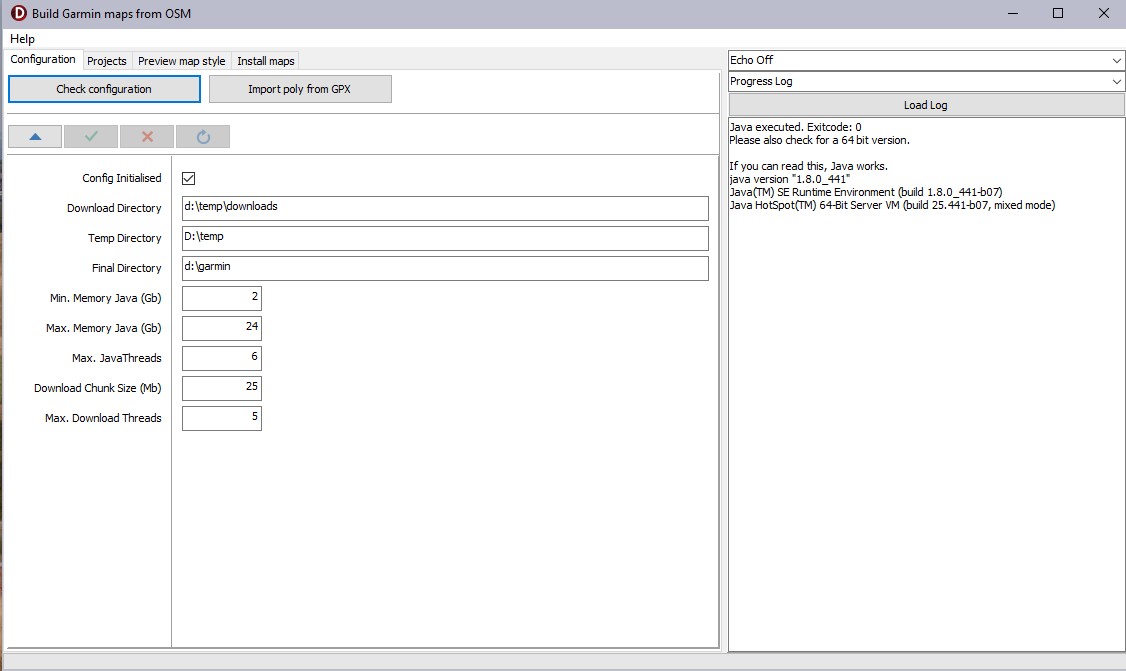 Build Garmin maps from OSM
Help
Configuration
Projects
Preview map style
Install maps
Check configuration
Import poly from GPX
Config Initialised
Download Directory
d:\temp\downloads
Temp Directory
D:\temp
Final Directory
d:\garmin
Min. Memory Java (Gb)
2
Max. Memory Java (Gb)
24
Max. JavaThreads
6
Download Chunk Size (Mb)
25
Max. Download Threads
5
Echo Off
Progress Log
Load Log
Java executed. Exitcode: 0
Please also check for a 64 bit version.
If you can read this, Java works.
java version "1.8.0_441"
Java(TM) SE Runtime Environment (build 1.8.0_441-b07)
Java HotSpot(TM) 64-Bit Server VM (build 25.441-b07, mixed mode)